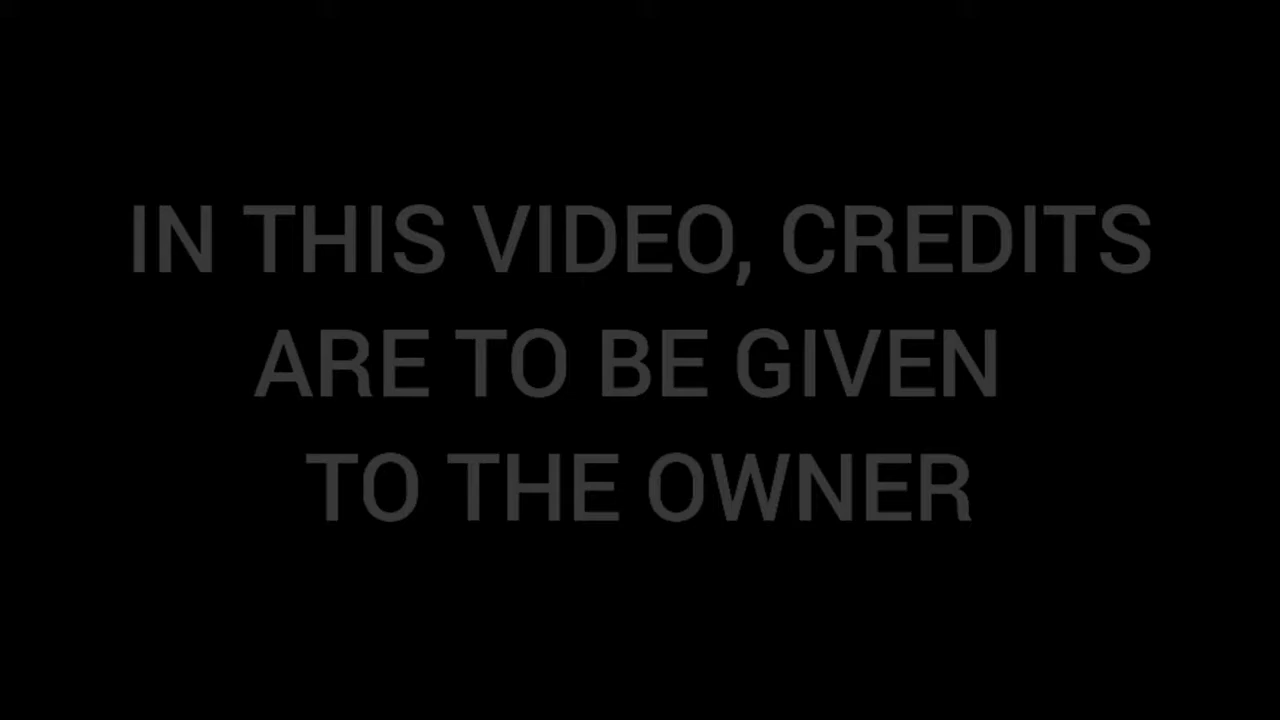 IN THIS VIDEO, CREDITS
ARE TO BE GIVEN
TO THE OWNER